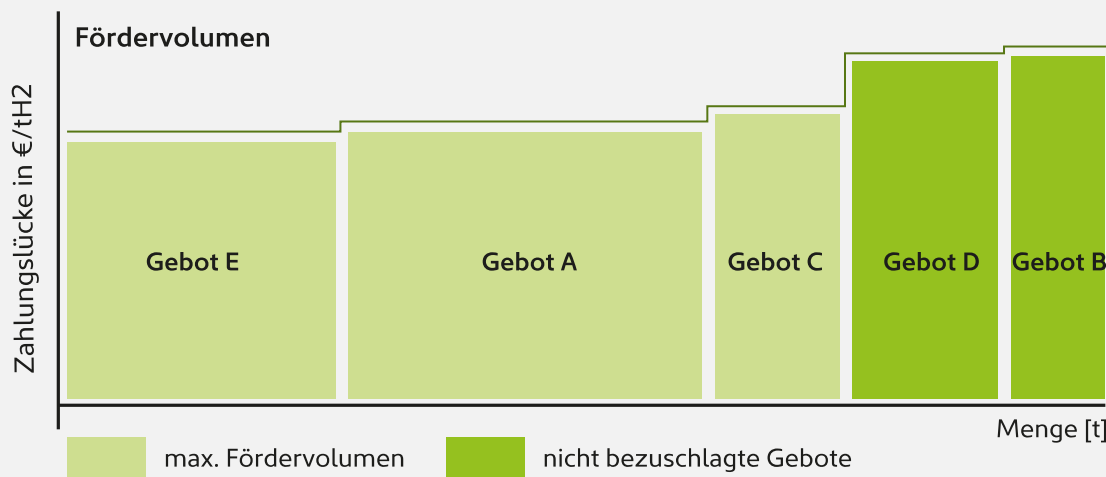 Fördervolumen
Zahlungslücke in €/tH2
Gebot E
Gebot A
Gebot C
Gebot D
Gebot B
Menge [t]
max. Fördervolumen
nicht bezuschlagte Gebote